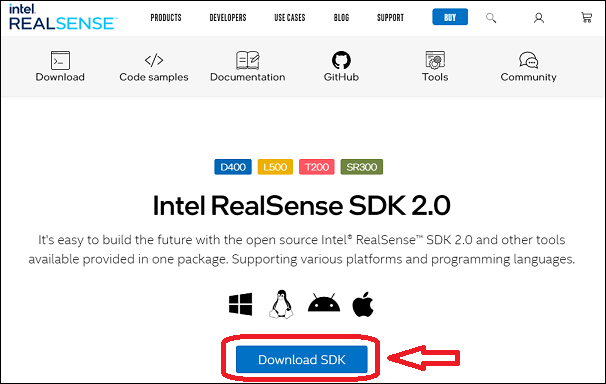 intel
REALSENSE™
PRODUCTS DEVELOPERS USE CASES BLOG SUPPORT BUY
Download Code samples Documentation GitHub Tools Community
D400 L500 T200 SR300
Intel RealSense SDK 2.0
It's easy to build the future with the open source Intel® RealSense™ SDK 2.0 and other tools
available provided in one package. Supporting various platforms and programming languages.
Download SDK